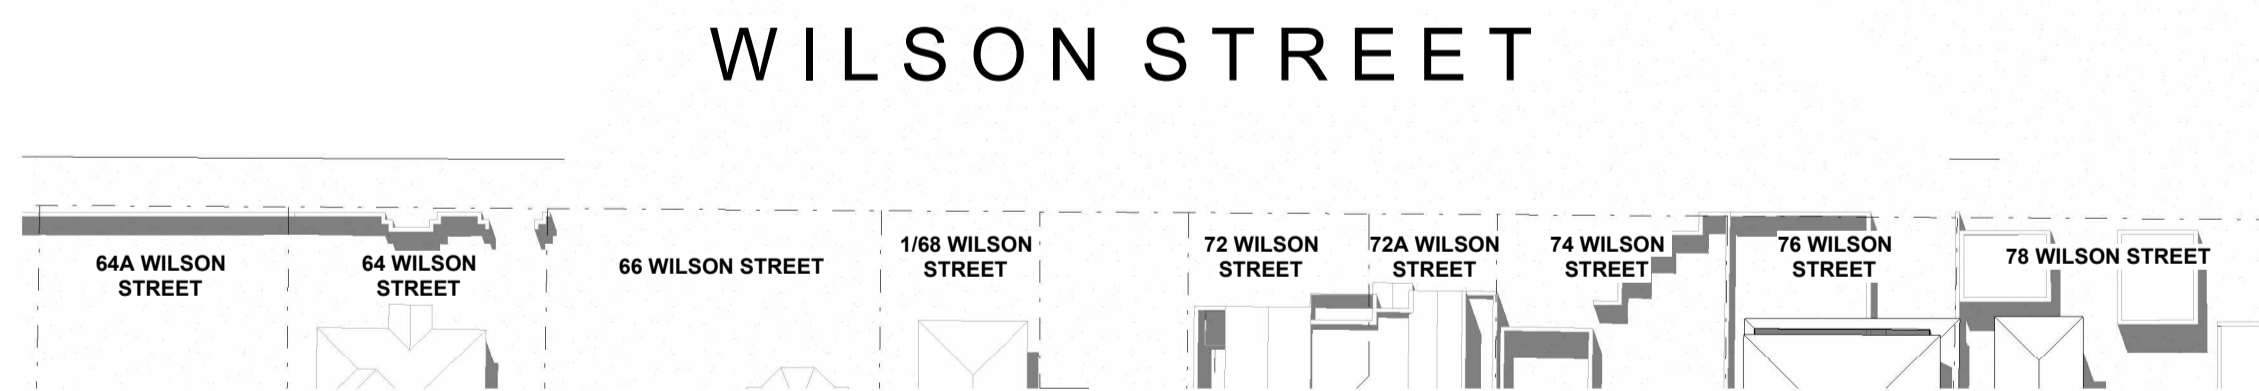 WILSON STREET
64A WILSON
STREET
64 WILSON
STREET
66 WILSON STREET
1/68 WILSON
STREET
72 WILSON
STREET
72A WILSON
STREET
74 WILSON
STREET
76 WILSON
STREET
78 WILSON STREET